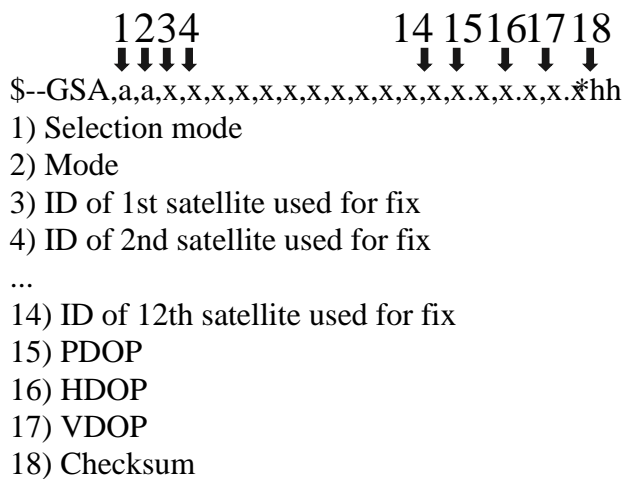 1234 14 15161718
$--GSA,a,a,x,x,x,x,x,x,x,x,x,x,x,x,x.x,x.x,x.x*hh
1) Selection mode
2) Mode
3) ID of 1st satellite used for fix
4) ID of 2nd satellite used for fix
...
14) ID of 12th satellite used for fix
15) PDOP
16) HDOP
17) VDOP
18) Checksum